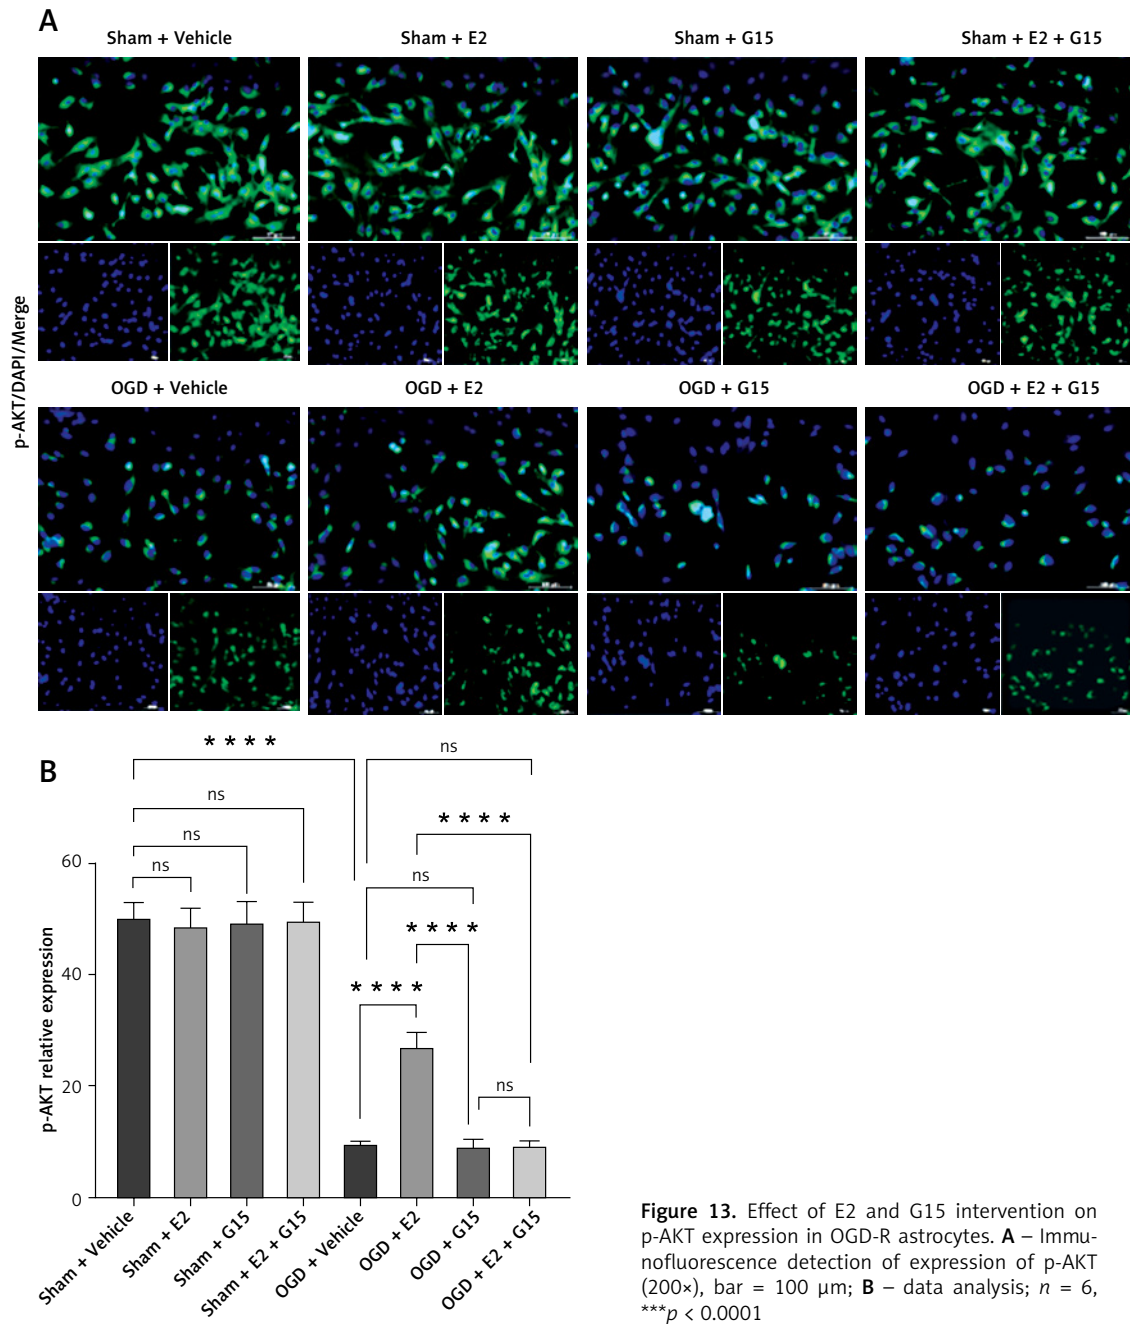 A
Sham + Vehicle
Sham + E2
Sham + G15
Sham + E2 + G15
p-AKT/DAPI/Merge
OGD + Vehicle
OGD + E2
OGD + G15
OGD + E2 + G15
B
****
ns
ns
****
ns
ns
ns
****
****
ns
p-AKT relative expression
60
40
20
0
Sham + Vehicle
Sham + E2
Sham + G15
Sham + E2 + G15
OGD + Vehicle
OGD + E2
OGD + G15
OGD + E2 + G15
Figure 13. Effect of E2 and G15 intervention on
p-AKT expression in OGD-R astrocytes. A – Immu-
nofluorescence detection of expression of p-AKT
(200×), bar = 100 μm; B – data analysis; n = 6,
***p < 0.0001